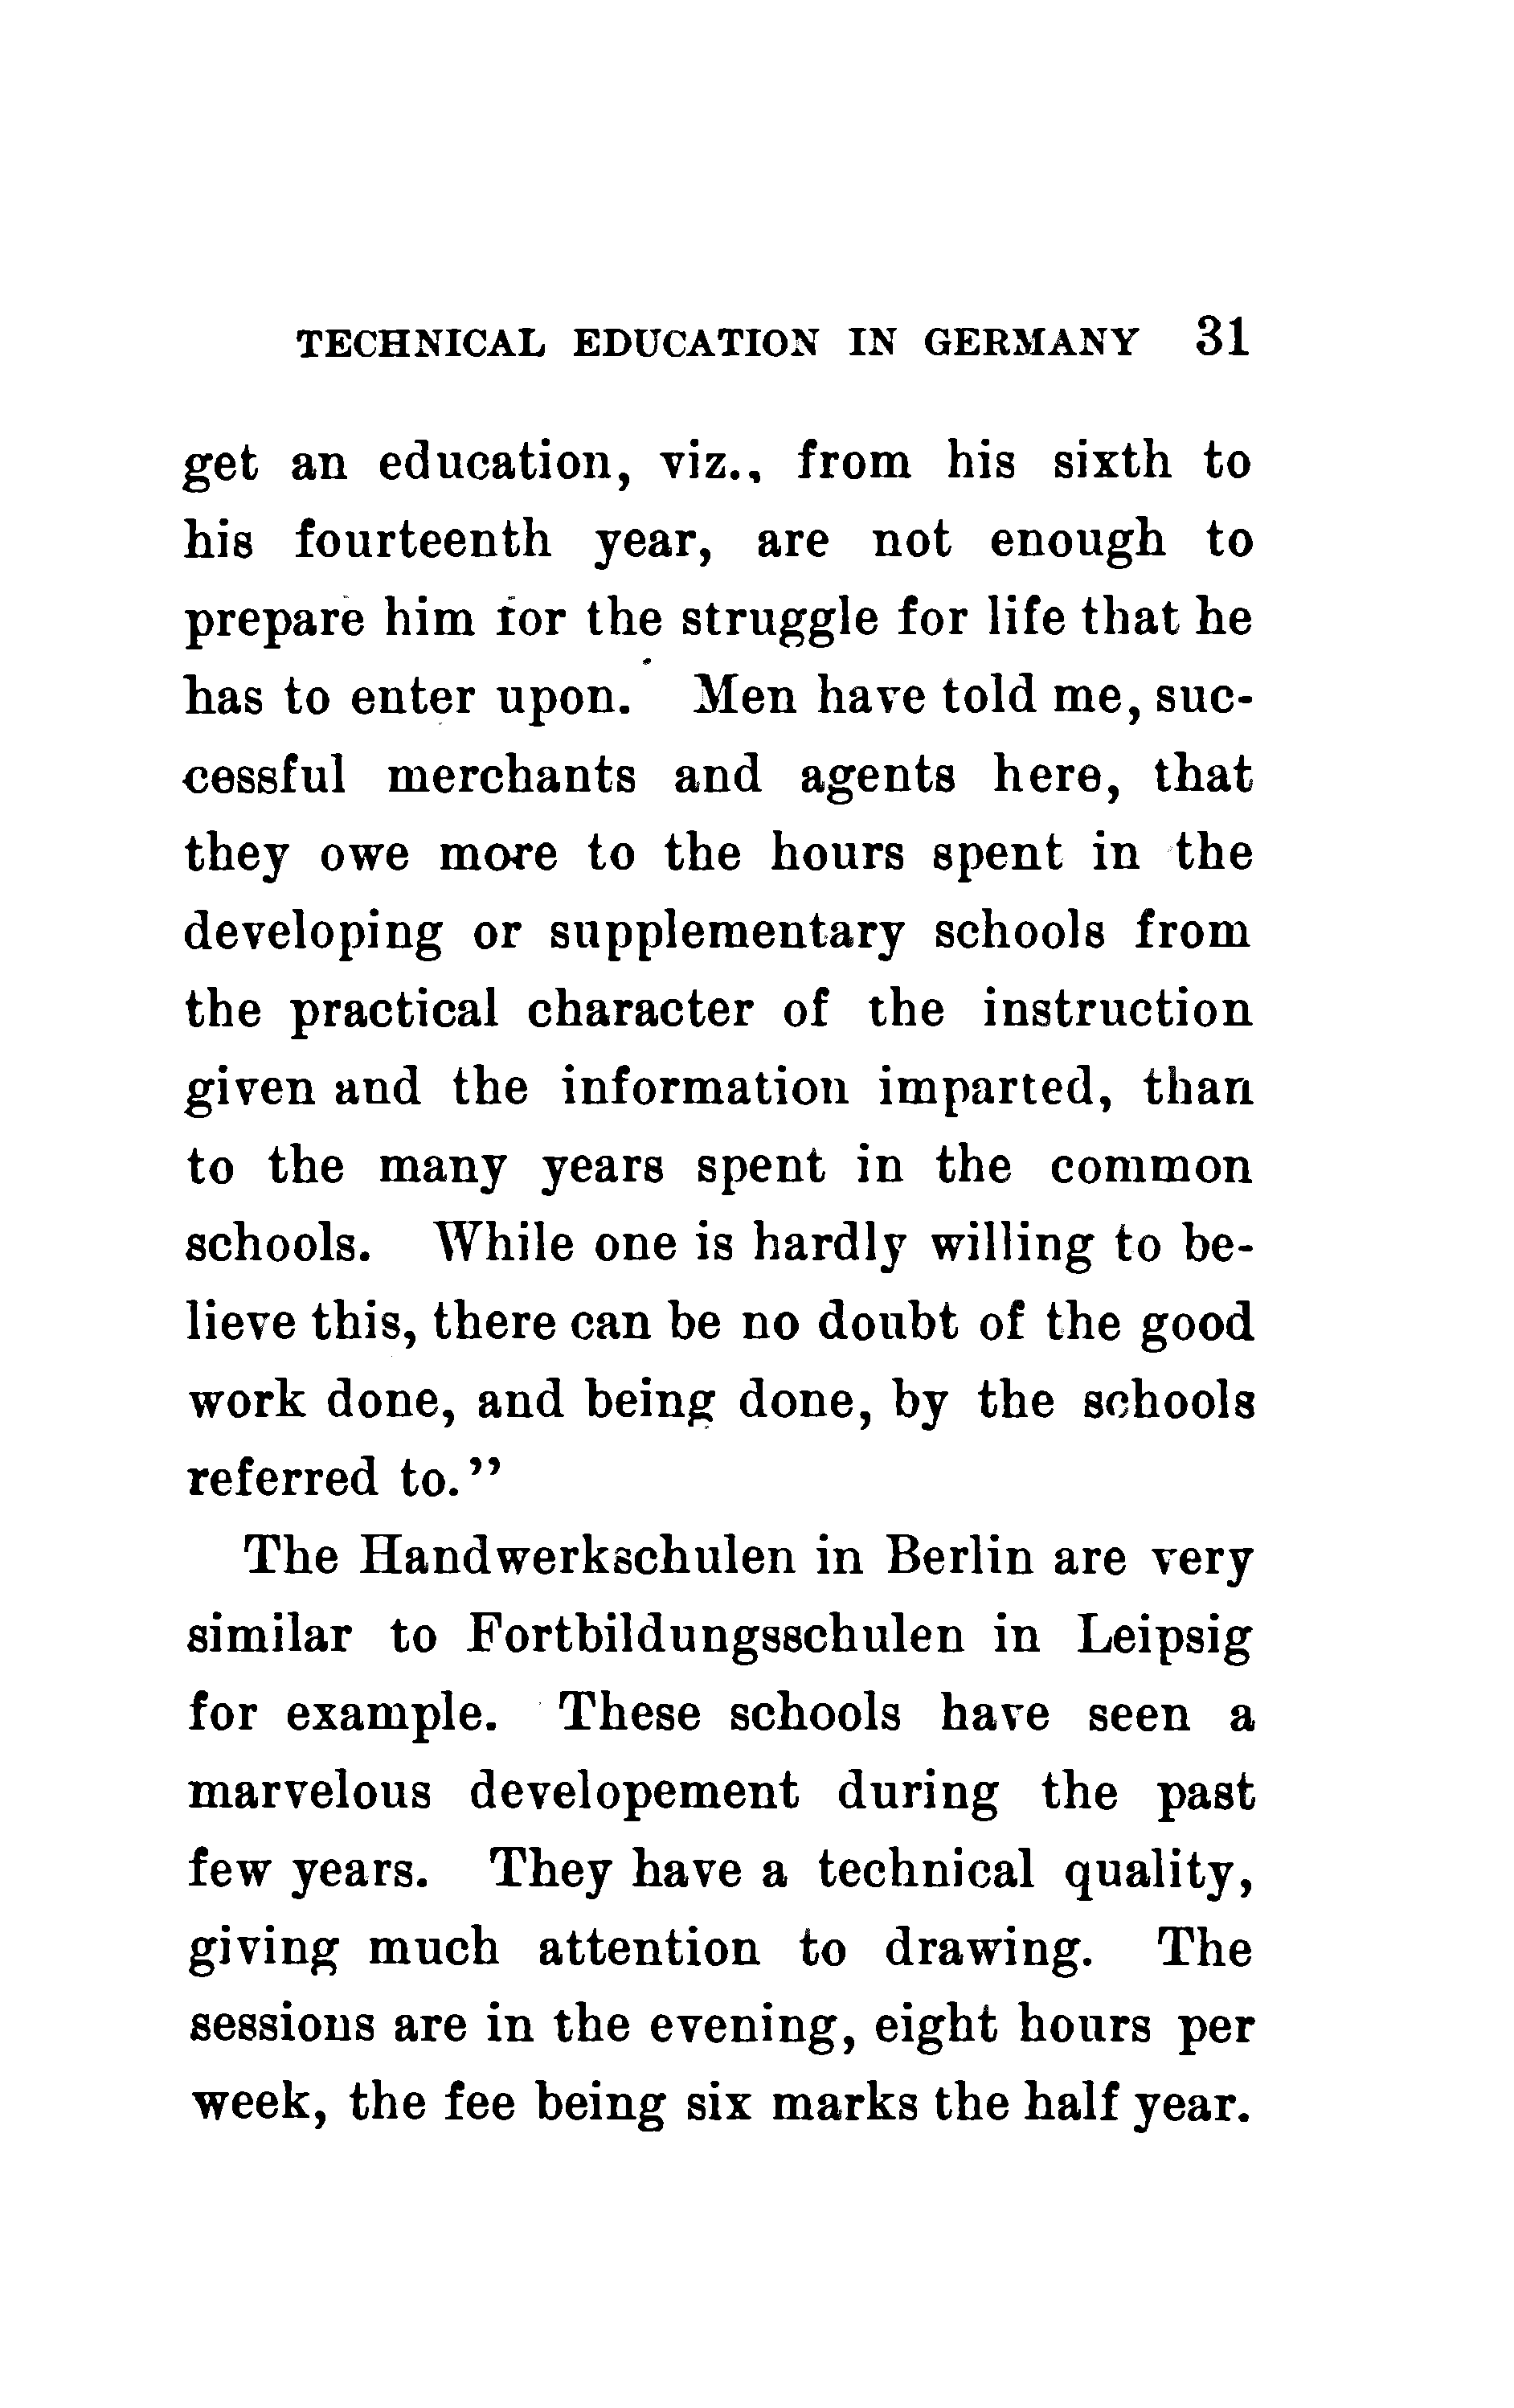 TECHNICAL EDUCATION IN GERMANY 31
get an education, viz., from his sixth to
his fourteenth year, are not enough to
prepare him for the struggle for life that he
has to enter upon. Men have told me, suc-
cessful merchants and agents here, that
they owe more to the hours spent in the
developing or supplementary schools from
the practical character of the instruction
given and the information imparted, than
to the many years spent in the common
schools. While one is hardly willing to be-
lieve this, there can be no doubt of the good
work done, and being done, by the schools
referred to.”
The Handwerkschulen in Berlin are very
similar to Fortbildungsschulen in Leipsig
for example. These schools have seen a
marvelous developement during the past
few years. They have a technical quality,
giving much attention to drawing. The
sessions are in the evening, eight hours per
week, the fee being six marks the half year.